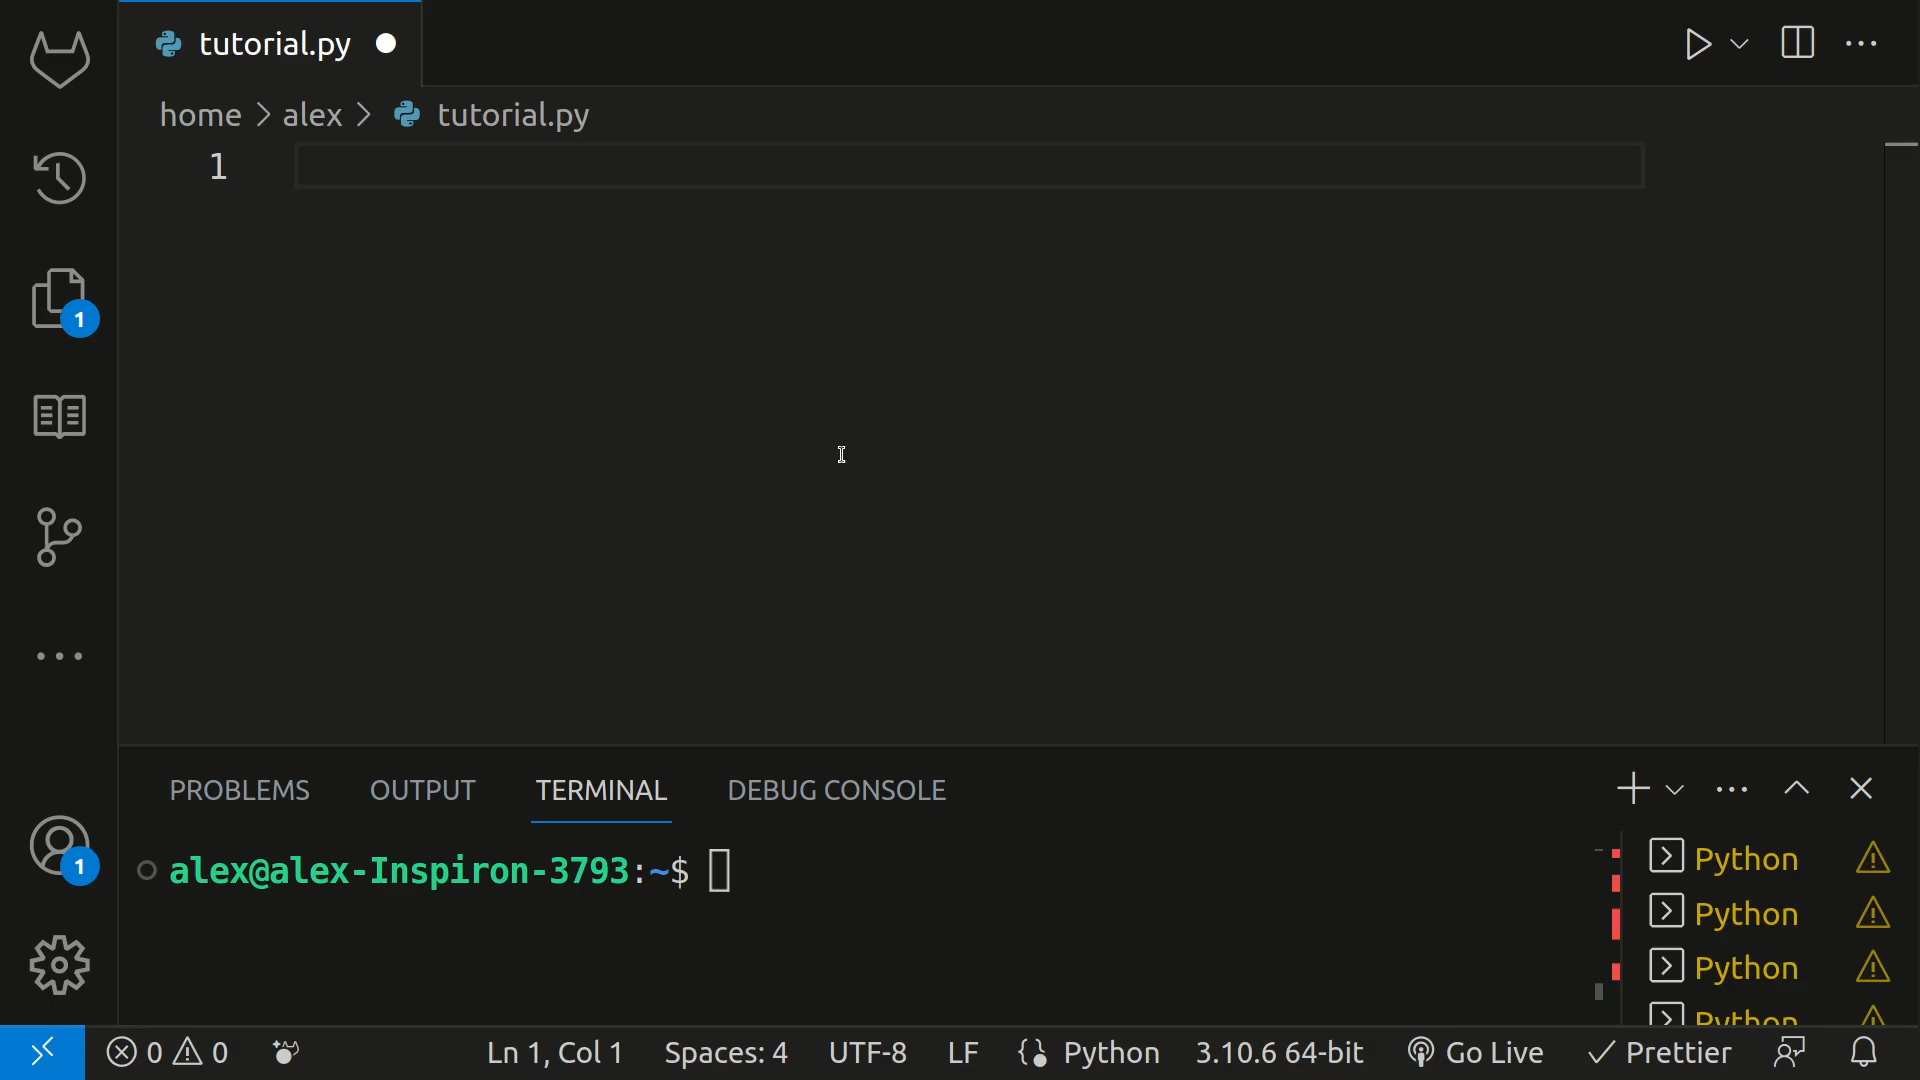 tutorial.py
home > alex > tutorial.py
1
1
PROBLEMS OUTPUT TERMINAL DEBUG CONSOLE
alex@alex-Inspiron-3793:~$
Python
Python
Python
Python
1
0 0 Ln 1, Col 1 Spaces: 4 UTF-8 LF Python 3.10.6 64-bit Go Live Prettier